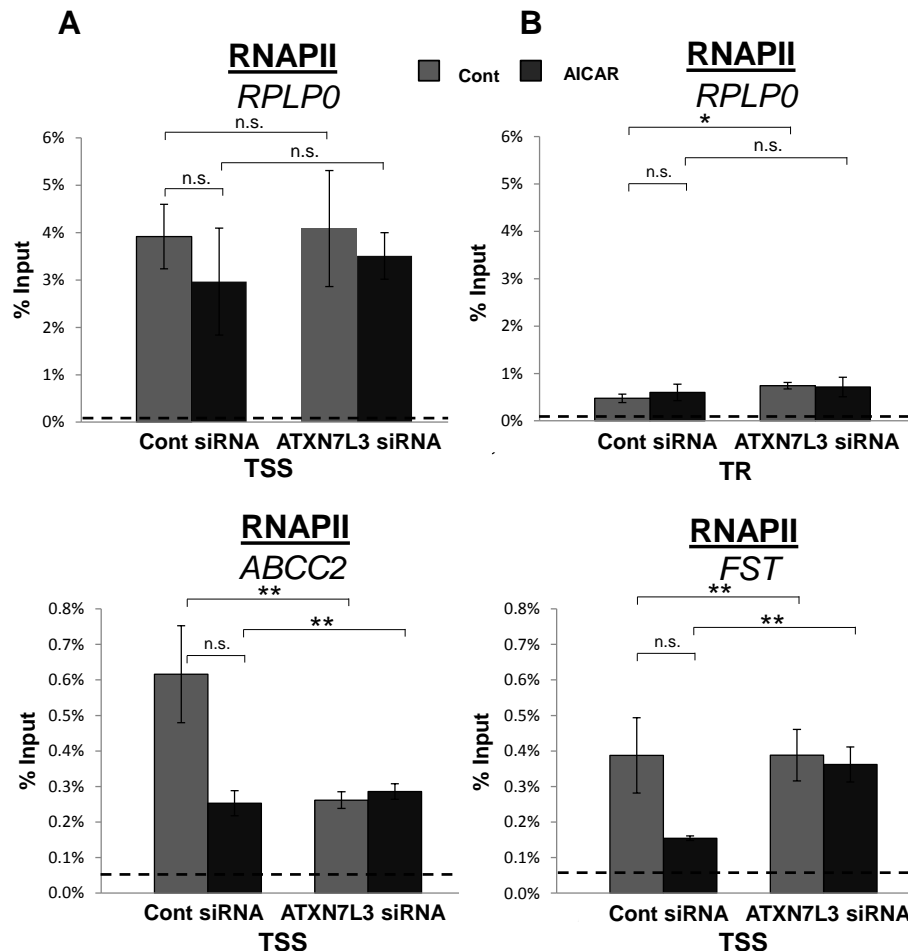 A
B
RNAPII
RPLP0
Cont
AICAR
RNAPII
RPLP0
n.s.
n.s.
n.s.
6%
5%
4%
3%
2%
1%
0%
% Input
Cont siRNA
ATXN7L3 siRNA
TSS
*
n.s.
n.s.
6%
5%
4%
3%
2%
1%
0%
% Input
Cont siRNA
ATXN7L3 siRNA
TR
RNAPII
ABCC2
**
**
n.s.
0.8%
0.7%
0.6%
0.5%
0.4%
0.3%
0.2%
0.1%
0.0%
% Input
Cont siRNA
ATXN7L3 siRNA
TSS
RNAPII
FST
**
**
n.s.
0.8%
0.7%
0.6%
0.5%
0.4%
0.3%
0.2%
0.1%
0.0%
% Input
Cont siRNA
ATXN7L3 siRNA
TSS